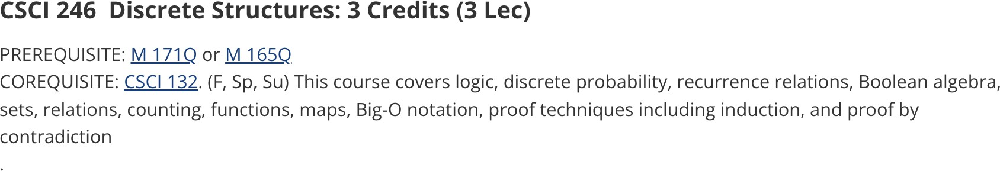 CSCI 246  Discrete Structures: 3 Credits (3 Lec)
PREREQUISITE: M 171Q or M 165Q
COREQUISITE: CSCI 132. (F, Sp, Su) This course covers logic, discrete probability, recurrence relations, Boolean algebra,
sets, relations, counting, functions, maps, Big-O notation, proof techniques including induction, and proof by
contradiction
.